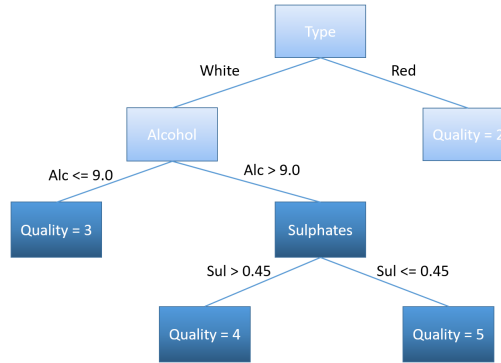 Type
White
Red
Alcohol
Quality = 2
Alc <= 9.0
Alc > 9.0
Quality = 3
Sulphates
Sul > 0.45
Sul <= 0.45
Quality = 4
Quality = 5